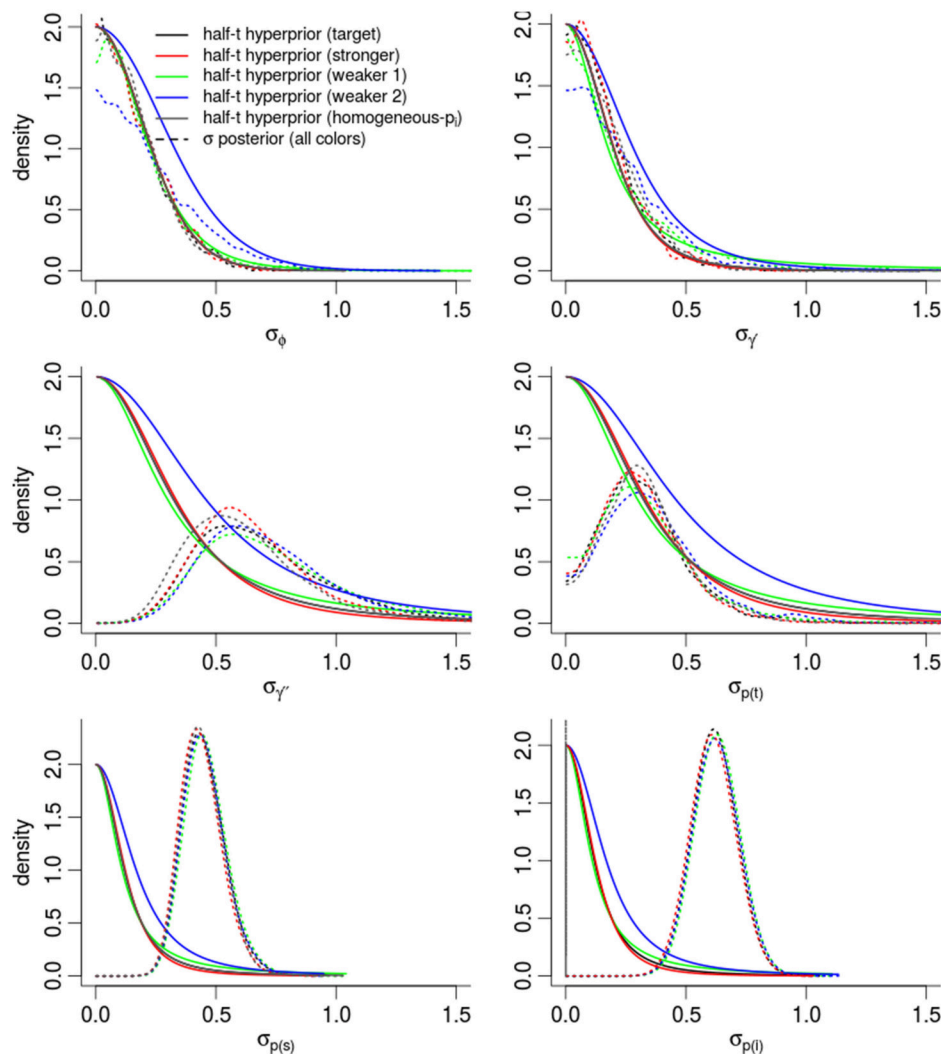 half-t hyperprior (target)
half-t hyperprior (stronger)
half-t hyperprior (weaker 1)
half-t hyperprior (weaker 2)
half-t hyperprior (homogeneous-pᵢ)
σ posterior (all colors)
density
0.0 0.5 1.0 1.5 2.0
0.0 0.5 1.0 1.5
σϕ
0.0 0.5 1.0 1.5 2.0
0.0 0.5 1.0 1.5
σγ′
density
0.0 0.5 1.0 1.5 2.0
0.0 0.5 1.0 1.5
σγ′′
0.0 0.5 1.0 1.5 2.0
0.0 0.5 1.0 1.5
σp(t)
density
0.0 0.5 1.0 1.5 2.0
0.0 0.5 1.0 1.5
σp(s)
0.0 0.5 1.0 1.5 2.0
0.0 0.5 1.0 1.5
σp(i)